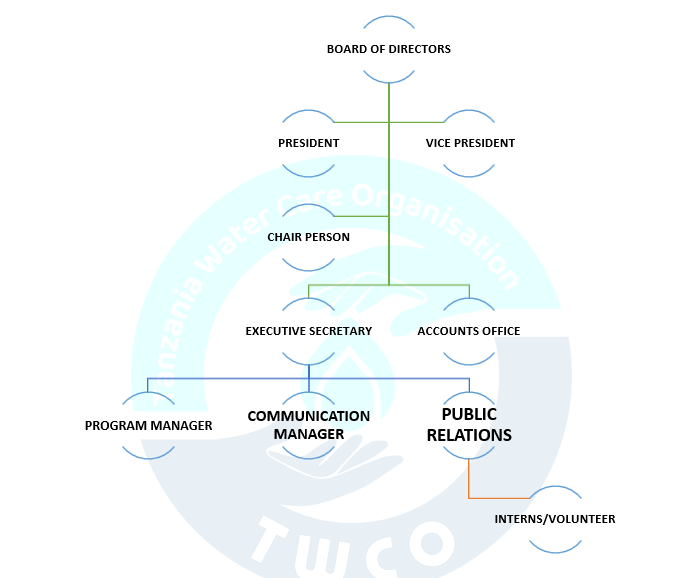 BOARD OF DIRECTORS
PRESIDENT
VICE PRESIDENT
Tanzania Water Care Organisation
CHAIR PERSON
EXECUTIVE SECRETARY
ACCOUNTS OFFICE
PROGRAM MANAGER
COMMUNICATION
MANAGER
PUBLIC
RELATIONS
INTERNS/VOLUNTEER
TWCO